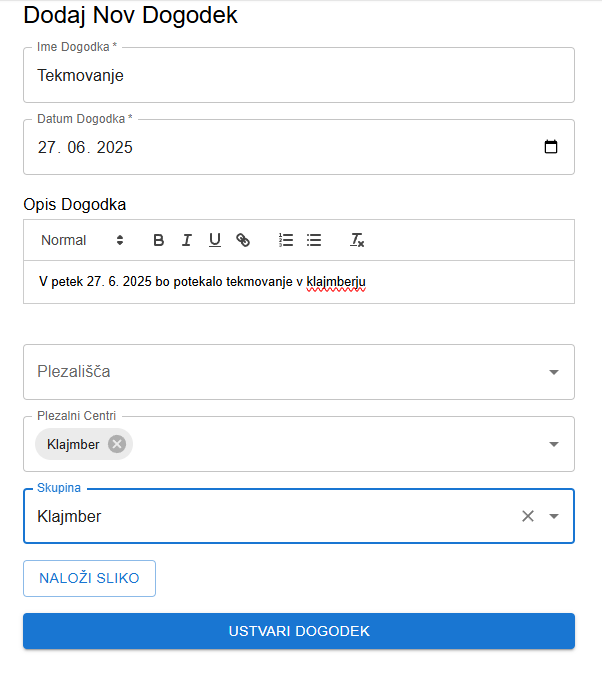 Dodaj Nov Dogodek
Ime Dogodka *
Tekmovanje
Datum Dogodka *
27. 06. 2025
Opis Dogodka
Normal B I U
V petek 27. 6. 2025 bo potekalo tekmovanje v klajmberju
Plezališča
Plezalni Centri
Klajmber
Skupina
Klajmber
NALOŽI SLIKO
USTVARI DOGODEK